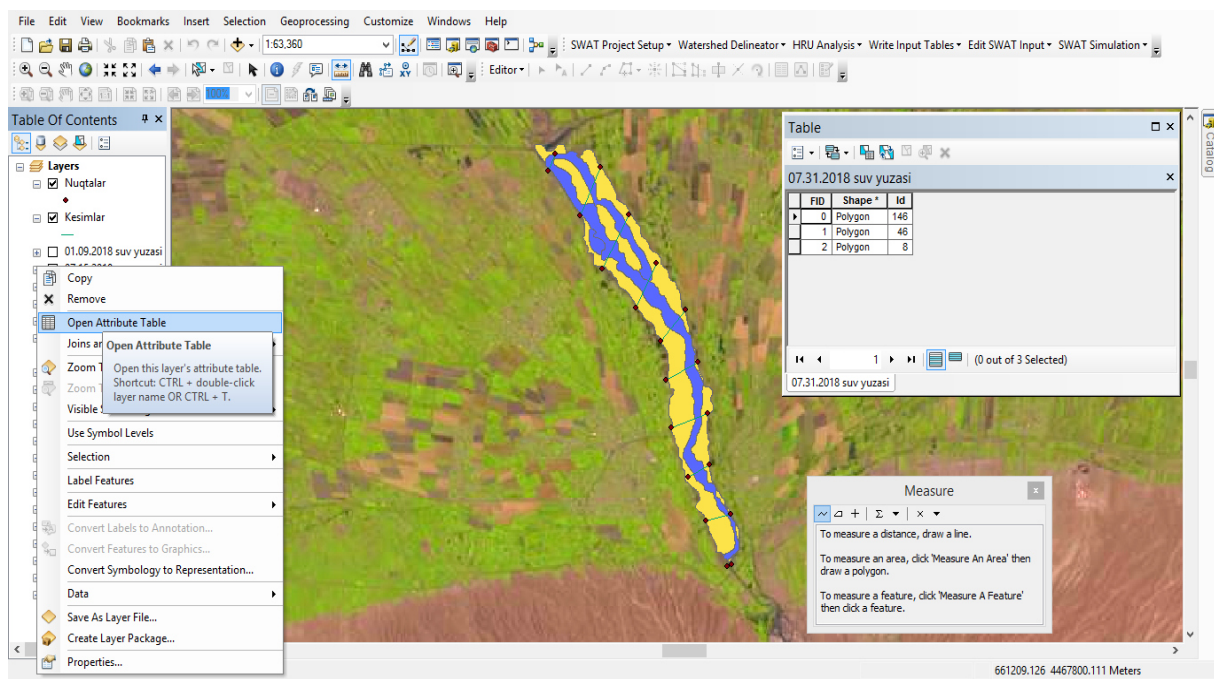 File Edit View Bookmarks Insert Selection Geoprocessing Customize Windows Help
1:63,360
SWAT Project Setup Watershed Delineator HRU Analysis Write Input Tables Edit SWAT Input SWAT Simulation
Editor
100%
Table Of Contents
Layers
Nuqtalar
Kesimlar
01.09.2018 suv yuzasi
Copy
Remove
Open Attribute Table
Joins
Open Attribute Table
Open this layer's attribute table.
Shortcut: CTRL + double-click
layer name OR CTRL + T.
Zoom
Zoom
Visible
Use Symbol Levels
Selection
Label Features
Edit Features
Convert Labels to Annotation...
Convert Features to Graphics...
Convert Symbology to Representation...
Data
Save As Layer File...
Create Layer Package...
Properties...
Table
07.31.2018 suv yuzasi
FID Shape * Id
0 Polygon 146
1 Polygon 46
2 Polygon 8
1 (0 out of 3 Selected)
07.31.2018 suv yuzasi
Catalog
Measure
To measure a distance, draw a line.
To measure an area, click 'Measure An Area' then
draw a polygon.
To measure a feature, click 'Measure A Feature'
then click a feature.
661209.126 4467800.111 Meters